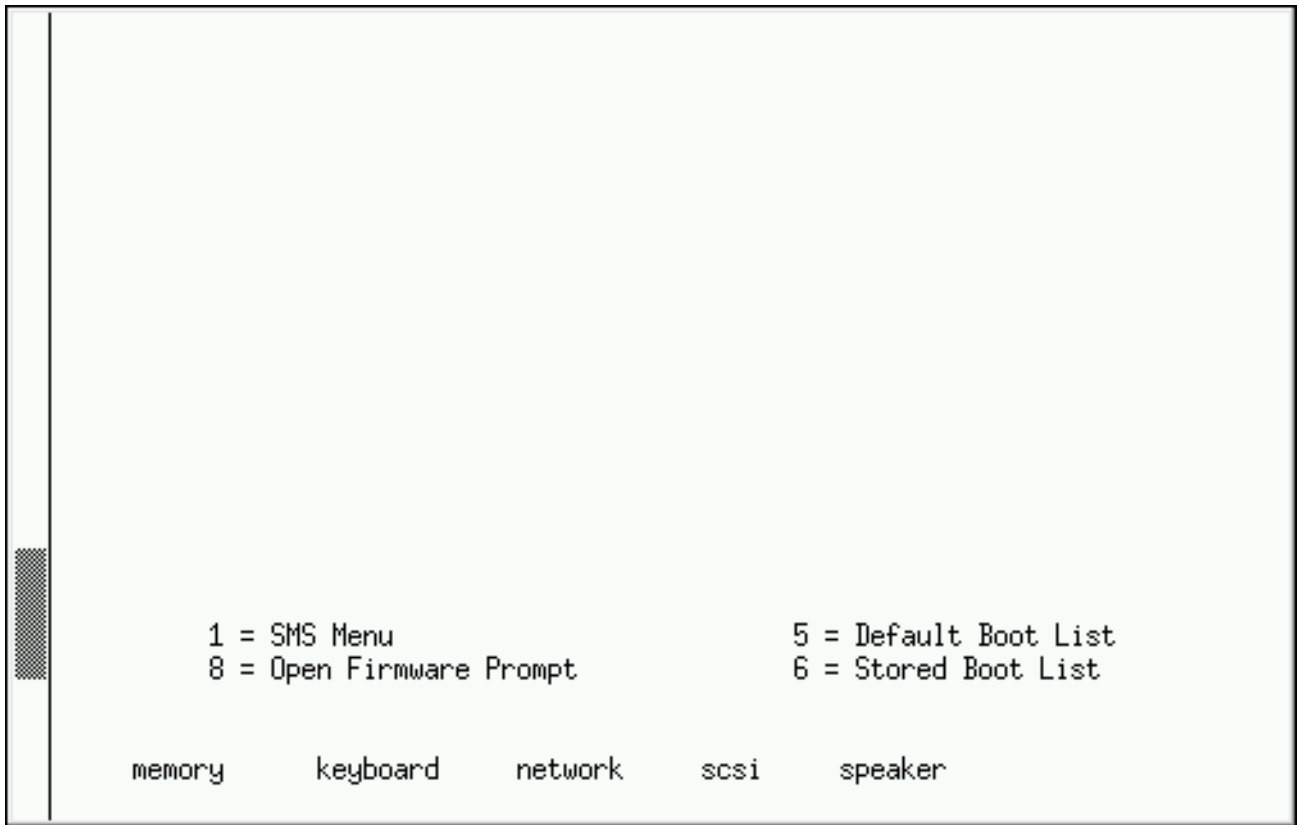 1 = SMS Menu 5 = Default Boot List
8 = Open Firmware Prompt 6 = Stored Boot List
memory keyboard network scsi speaker